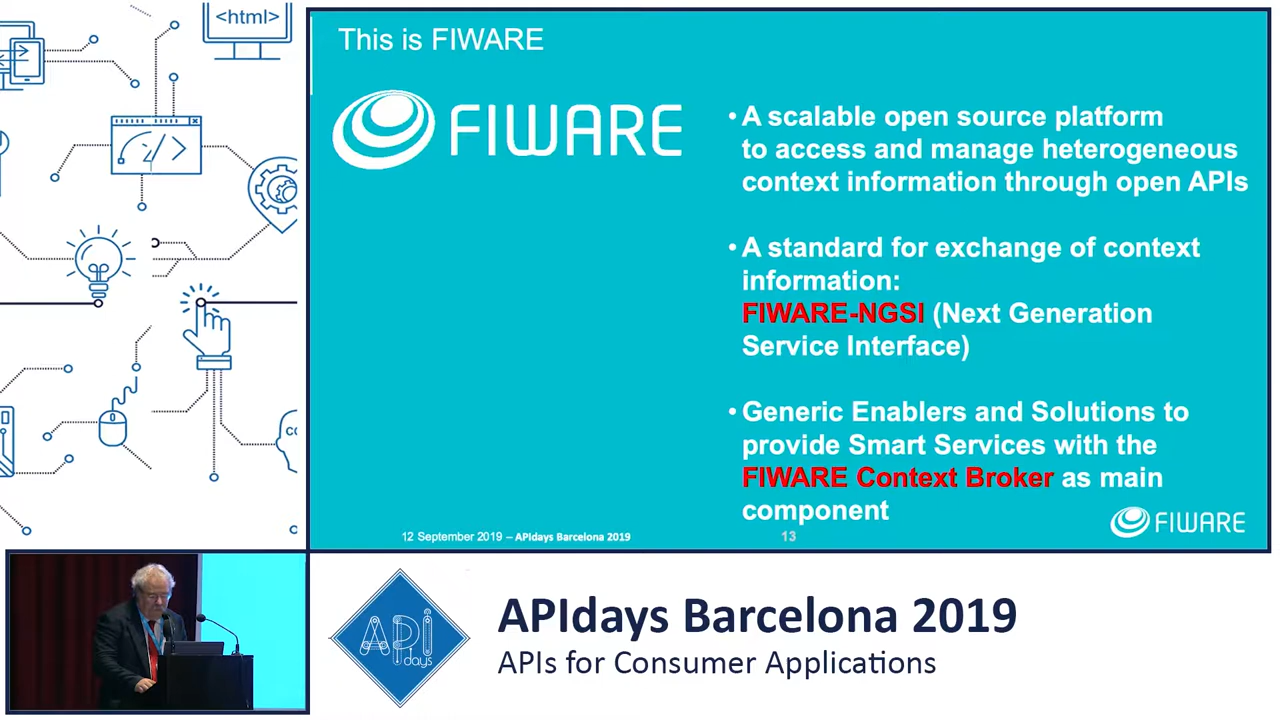 <html>
</>
This is FIWARE
FIWARE
• A scalable open source platform
to access and manage heterogeneous
context information through open APIs
• A standard for exchange of context
information:
FIWARE-NGSI (Next Generation
Service Interface)
• Generic Enablers and Solutions to
provide Smart Services with the
FIWARE Context Broker as main
component
FIWARE
12 September 2019 – APIdays Barcelona 2019
13
API
days
APIdays Barcelona 2019
APIs for Consumer Applications